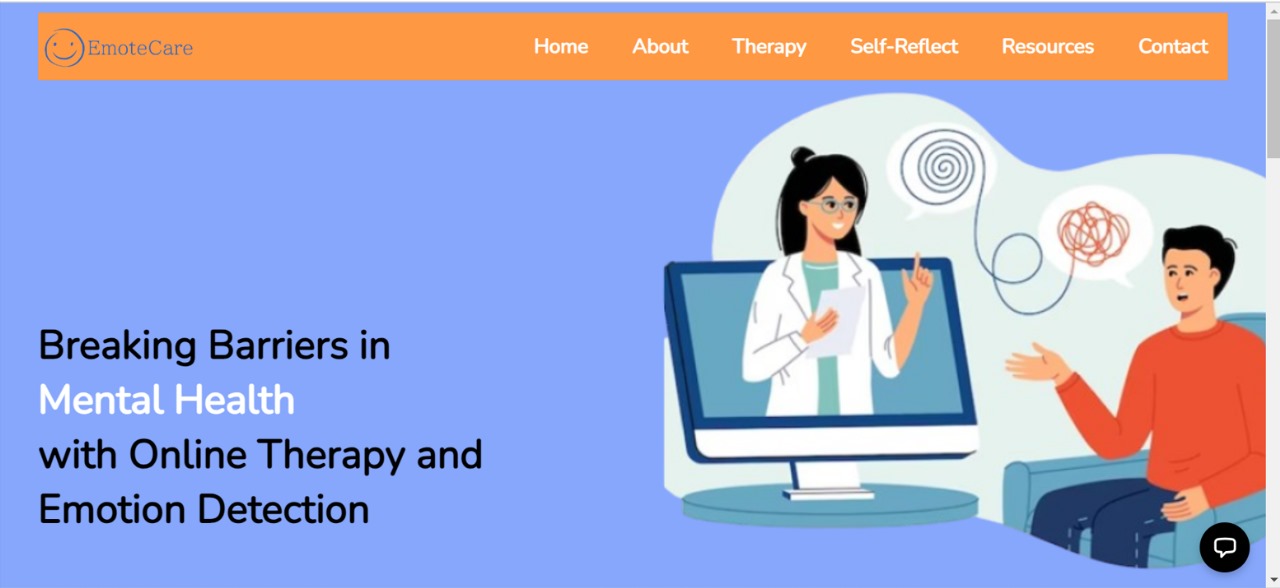 EmoteCare
Home About Therapy Self-Reflect Resources Contact
Breaking Barriers in
Mental Health
with Online Therapy and
Emotion Detection